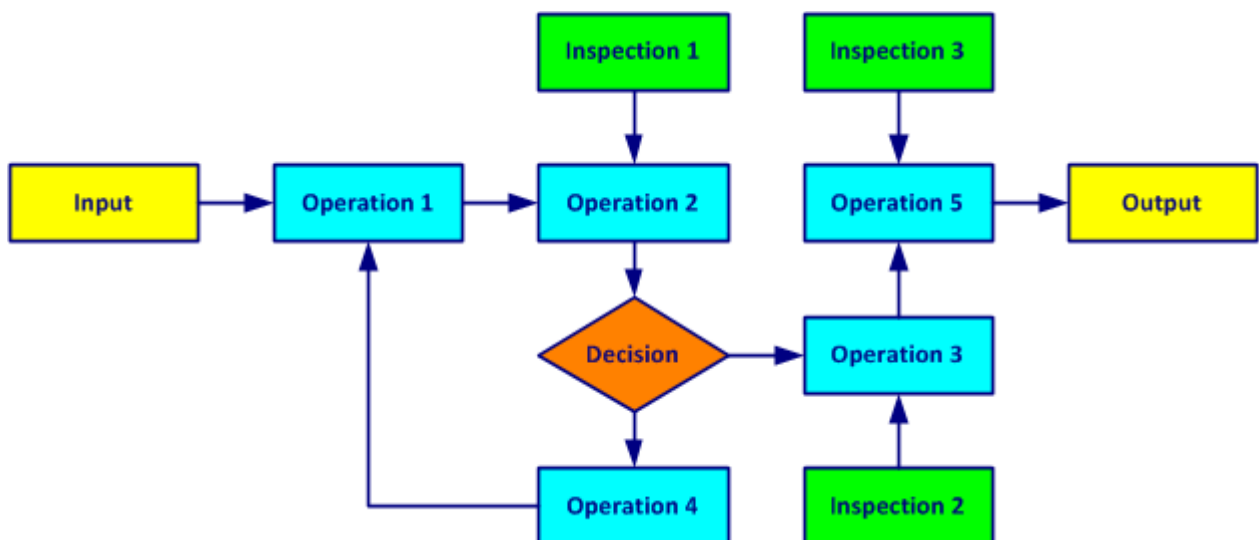 Inspection 1
Inspection 3
Input
Operation 1
Operation 2
Operation 5
Output
Decision
Operation 3
Operation 4
Inspection 2